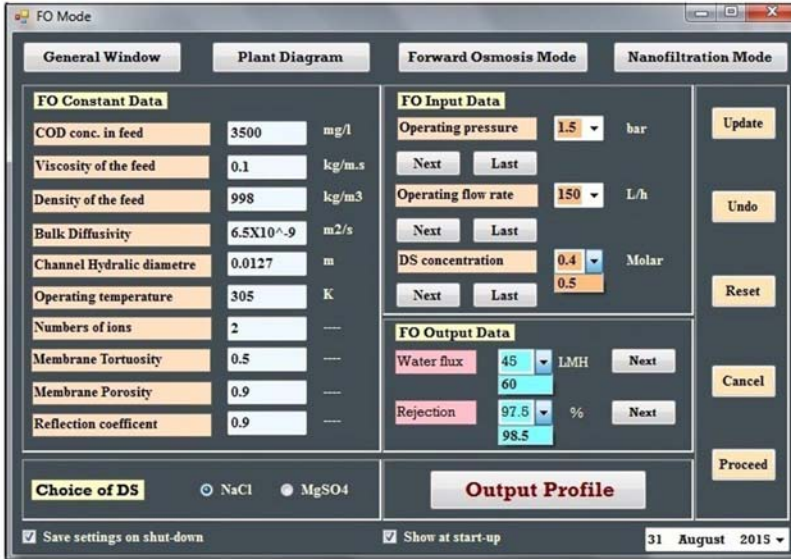 FO Mode
General Window
Plant Diagram
Forward Osmosis Mode
Nanofiltration Mode
FO Constant Data
COD conc. in feed 3500 mg/l
Viscosity of the feed 0.1 kg/m.s
Density of the feed 998 kg/m3
Bulk Diffusivity 6.5X10^-9 m2/s
Channel Hydralic diametre 0.0127 m
Operating temperature 305 K
Numbers of ions 2 ----
Membrane Tortuosity 0.5 ----
Membrane Porosity 0.9 ----
Reflection coefficent 0.9 ----
FO Input Data
Operating pressure 1.5 bar
Next Last
Operating flow rate 150 L/h
Next Last
DS concentration 0.4 Molar
0.5
Next Last
FO Output Data
Water flux 45 LMH Next
60
Rejection 97.5 % Next
98.5
Update
Undo
Reset
Cancel
Proceed
Choice of DS NaCl MgSO4
Output Profile
Save settings on shut-down
Show at start-up
31 August 2015